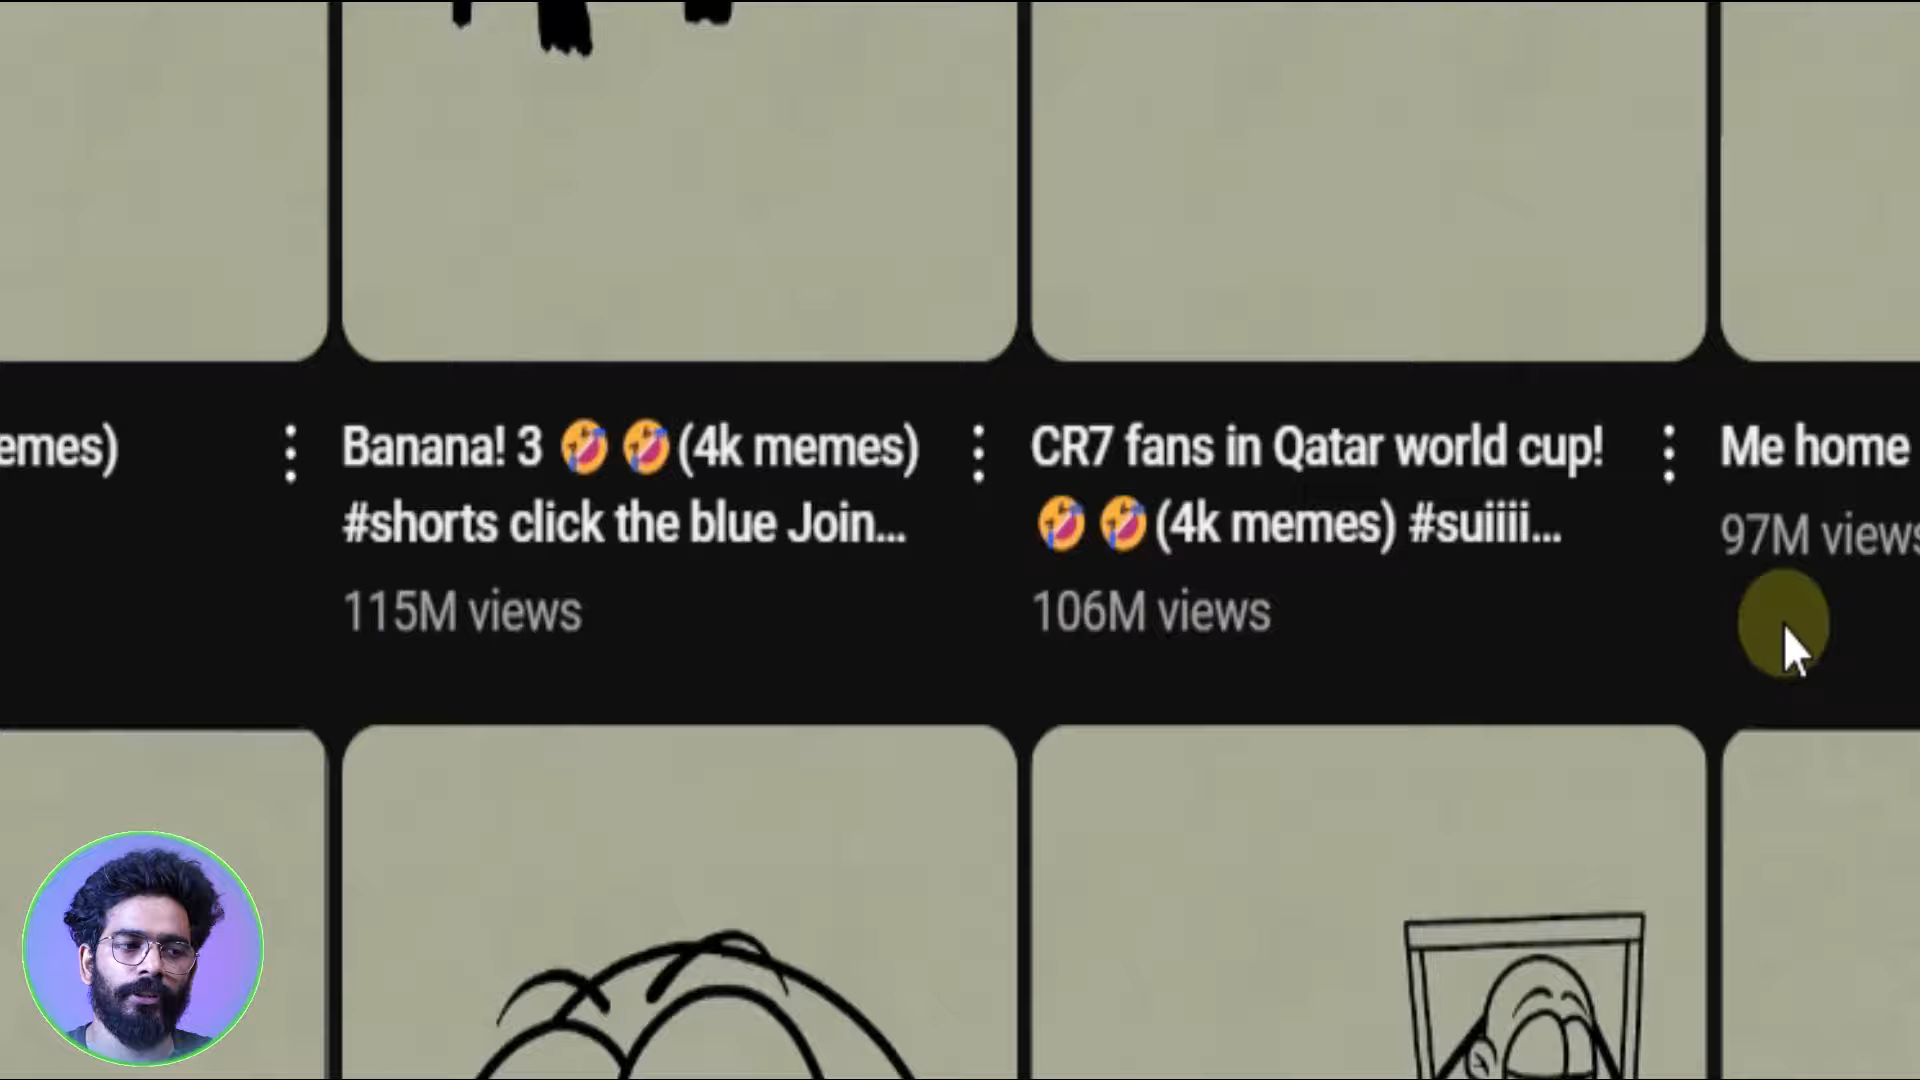 emes)
Banana! 3 🤣 🤣 (4k memes)
#shorts click the blue Join...
115M views
CR7 fans in Qatar world cup!
🤣 🤣 (4k memes) #suiiii...
106M views
Me home
97M views